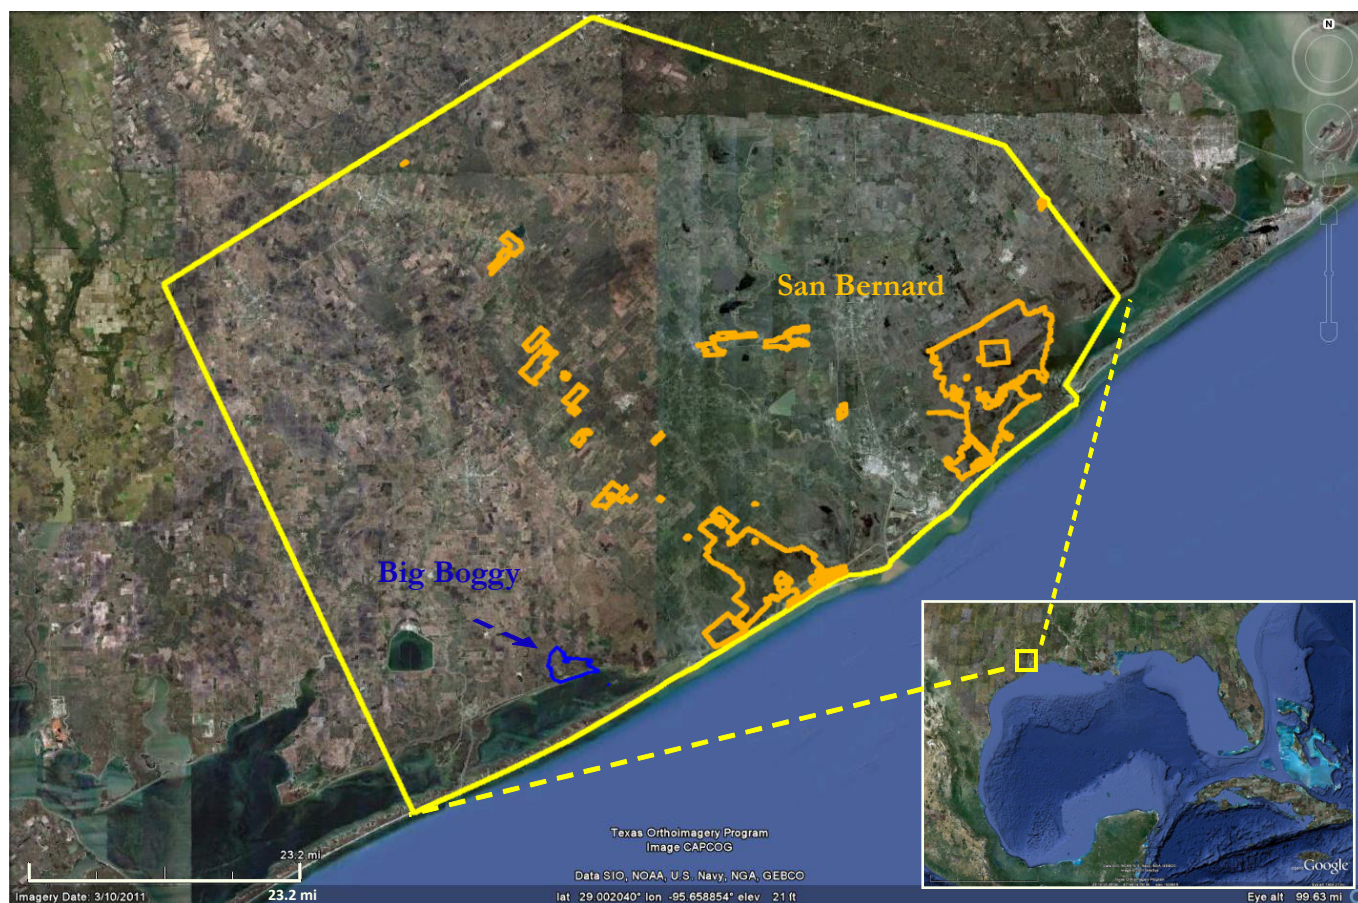 N
San Bernard
Big Boggy
Texas Orthoimagery Program
Image CAPCOG
23.2 mi
Data SIO, NOAA, U.S. Navy, NGA, GEBCO
Google
Imagery Date: 3/10/2011
23.2 mi
lat 29.002040° lon -95.658854° elev 21 ft
Eye alt 99.63 mi